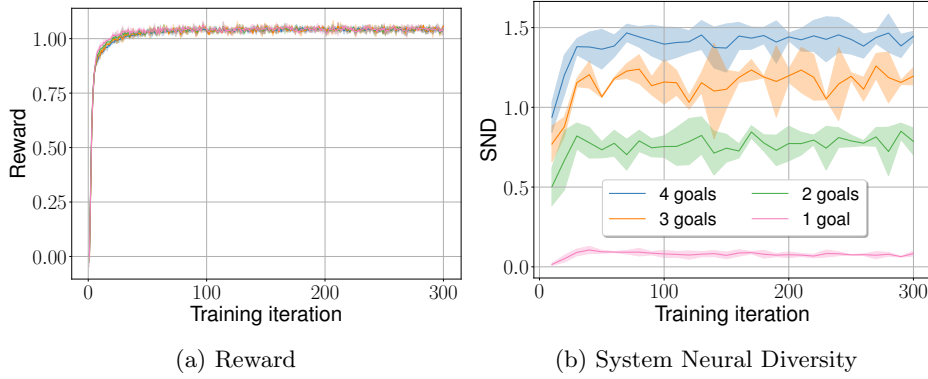 1.00
0.75
0.50
0.25
0.00
Reward
0
100
200
300
Training iteration
(a) Reward
1.5
1.0
0.5
0.0
SND
4 goals
2 goals
3 goals
1 goal
0
100
200
300
Training iteration
(b) System Neural Diversity